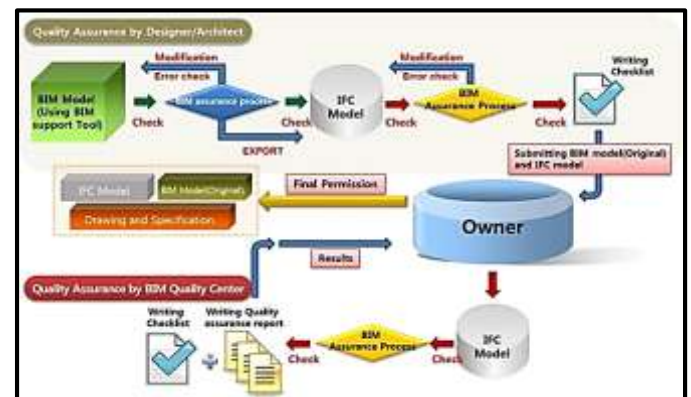 Quality Assurance by Designer/Architect
Modification
Error check
Modification
Error check
Writing
Checklist
BIM Model
(Using BIM
support Tool)
Check
BIM assurance process
Check
EXPORT
IFC
Model
Check
BIM
Assurance Process
Check
Submitting BIM model(Original)
and IFC model
IFC Model
BIM Model(Original)
Drawing and Specification
Final Permission
Owner
Results
Quality Assurance by BIM Quality Center
Writing
Checklist
Writing Quality
assurance report
Check
BIM
Assurance Process
Check
IFC
Model